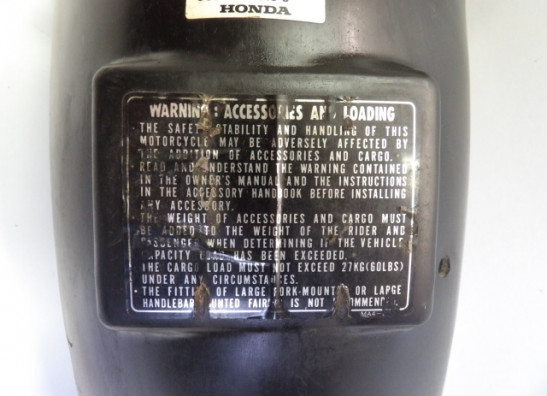 HONDA
WARNING : ACCESSORIES AND LOADING
THE SAFETY STABILITY AND HANDLING OF THIS
MOTORCYCLE MAY BE ADVERSELY AFFECTED BY
THE ADDITION OF ACCESSORIES AND CARGO.
READ AND UNDERSTAND THE WARNING CONTAINED
IN THE OWNER'S MANUAL AND THE INSTRUCTIONS
IN THE ACCESSORY HANDBOOK BEFORE INSTALLING
ANY ACCESSORY.
THE WEIGHT OF ACCESSORIES AND CARGO MUST
BE ADDED TO THE WEIGHT OF THE RIDER AND
PASSENGER WHEN DETERMINING IF THE VEHICLE
CAPACITY LOAD HAS BEEN EXCEEDED.
THE CARGO LOAD MUST NOT EXCEED 27KG(60LBS)
UNDER ANY CIRCUMSTANCES.
· THE FITTING OF LARGE FORK-MOUNTED OR LARGE
HANDLEBAR MOUNTED FAIRING IS NOT RECOMMENDED.